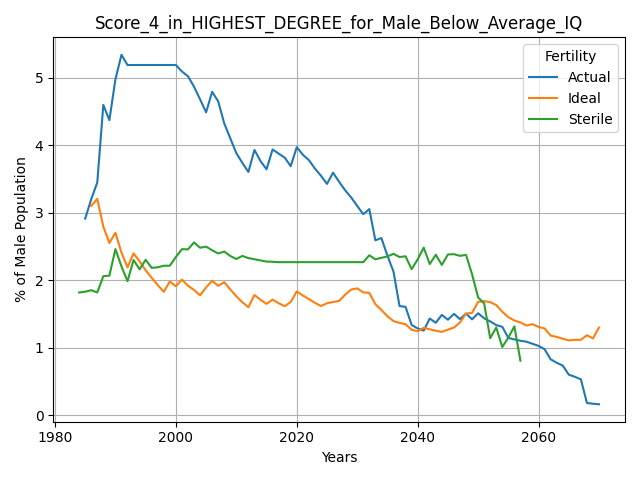 Score_4_in_HIGHEST_DEGREE_for_Male_Below_Average_IQ
Fertility
Actual
Ideal
Sterile
% of Male Population
5
4
3
2
1
0
1980 2000 2020 2040 2060
Years